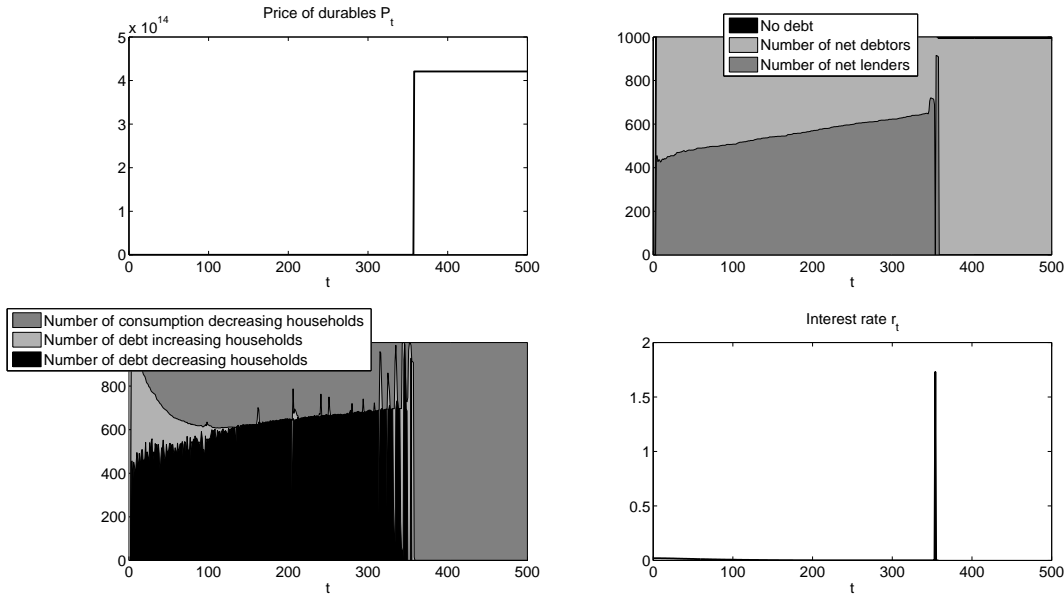 Price of durables P_t
x 10^14
5
4
3
2
1
0
0 100 200 300 400 500
t
No debt
Number of net debtors
Number of net lenders
1000
800
600
400
200
0
0 100 200 300 400 500
t
Number of consumption decreasing households
Number of debt increasing households
Number of debt decreasing households
800
600
400
200
0
0 100 200 300 400 500
t
Interest rate r_t
2
1.5
1
0.5
0
0 100 200 300 400 500
t